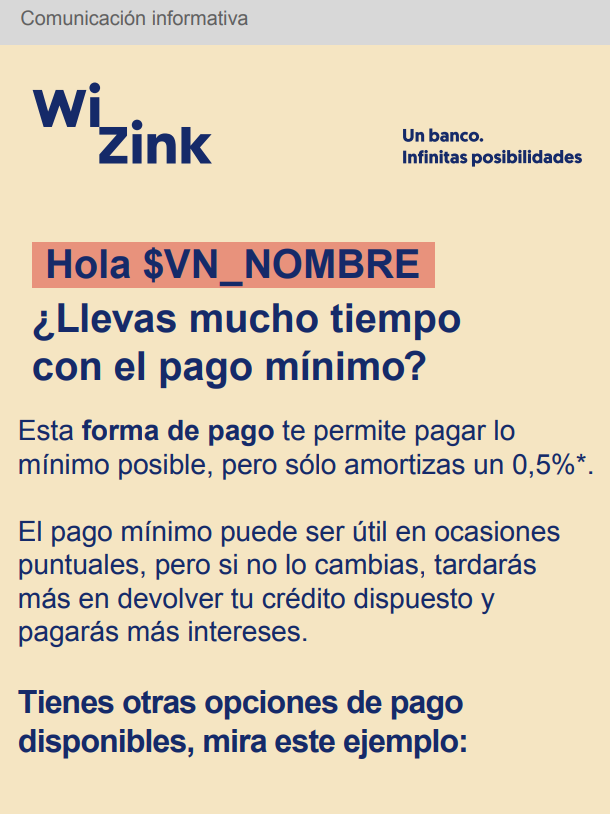 Comunicación informativa
Wi
Zink
Un banco.
Infinitas posibilidades
Hola $VN_NOMBRE
¿Llevas mucho tiempo
con el pago mínimo?
Esta forma de pago te permite pagar lo
mínimo posible, pero sólo amortizas un 0,5%*.
El pago mínimo puede ser útil en ocasiones
puntuales, pero si no lo cambias, tardarás
más en devolver tu crédito dispuesto y
pagarás más intereses.
Tienes otras opciones de pago
disponibles, mira este ejemplo: